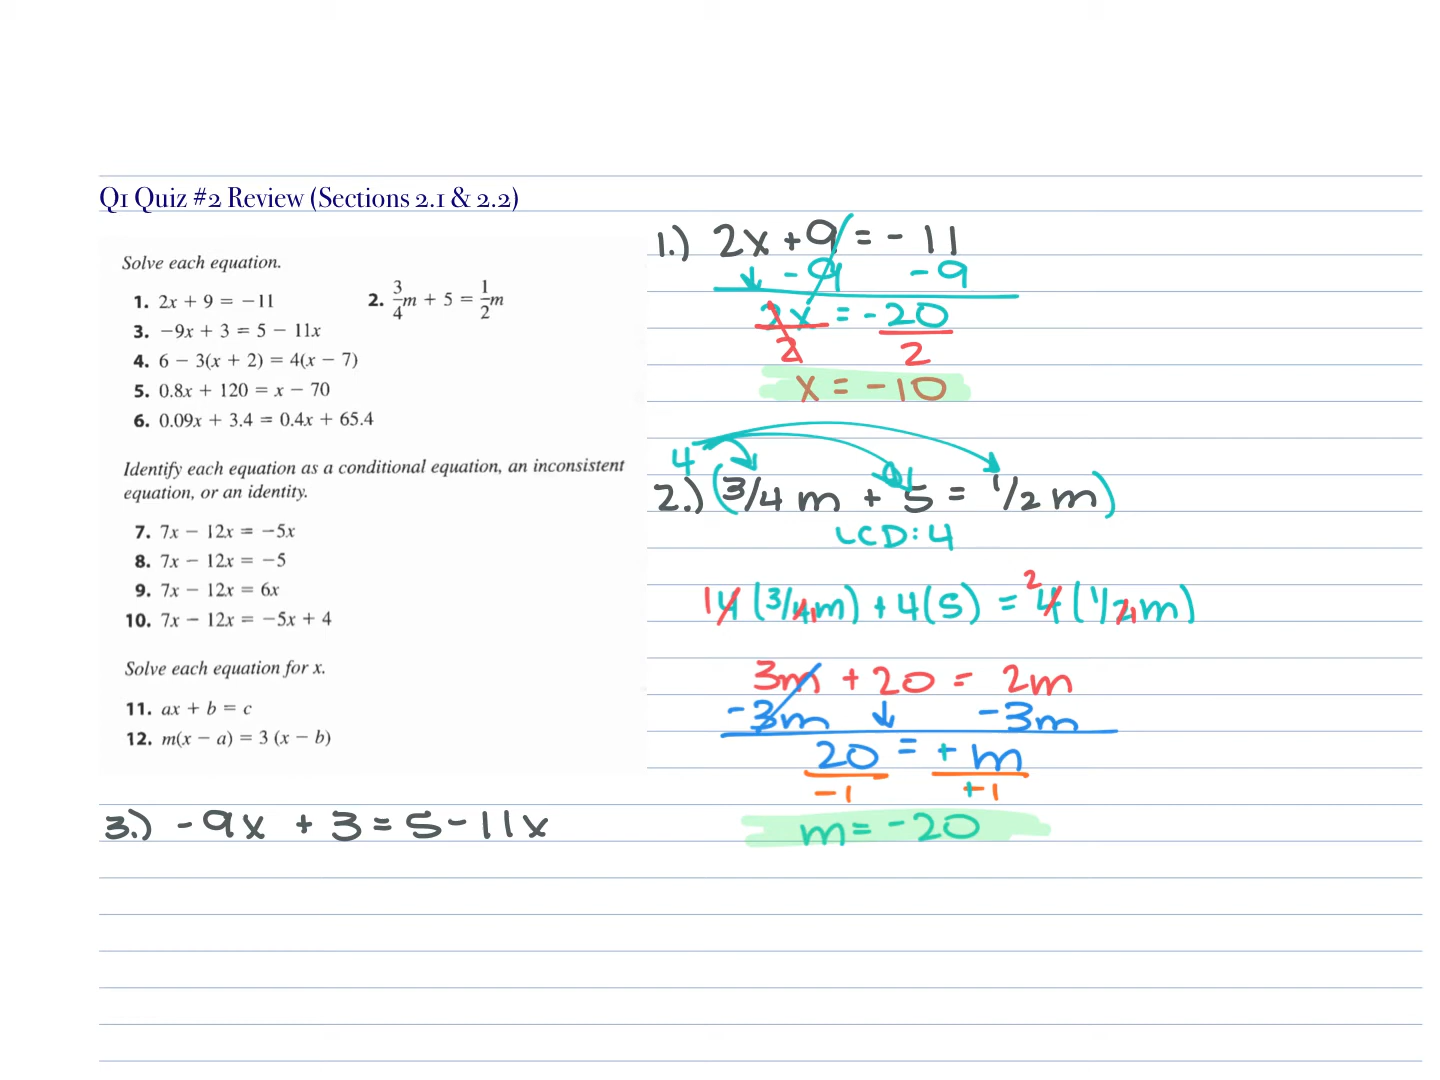 Q1 Quiz #2 Review (Sections 2.1 & 2.2)
Solve each equation.
1. 2x + 9 = −11
2. 3/4 m + 5 = 1/2 m
3. −9x + 3 = 5 − 11x
4. 6 − 3(x + 2) = 4(x − 7)
5. 0.8x + 120 = x − 70
6. 0.09x + 3.4 = 0.4x + 65.4
Identify each equation as a conditional equation, an inconsistent
equation, or an identity.
7. 7x − 12x = −5x
8. 7x − 12x = −5
9. 7x − 12x = 6x
10. 7x − 12x = −5x + 4
Solve each equation for x.
11. ax + b = c
12. m(x − a) = 3 (x − b)
1.) 2x + 9 = - 11
- 9 - 9
2x = - 20
2 2
x = - 10
4
2.) (3/4 m + 5 = 1/2 m)
LCD: 4
1 4 (3/4 1 m) + 4(5) = 2 4 (1/2 1 m)
3m + 20 = 2m
- 3m - 3m
20 = + m
- 1 + 1
m = - 20
3.) - 9x + 3 = 5 - 11x